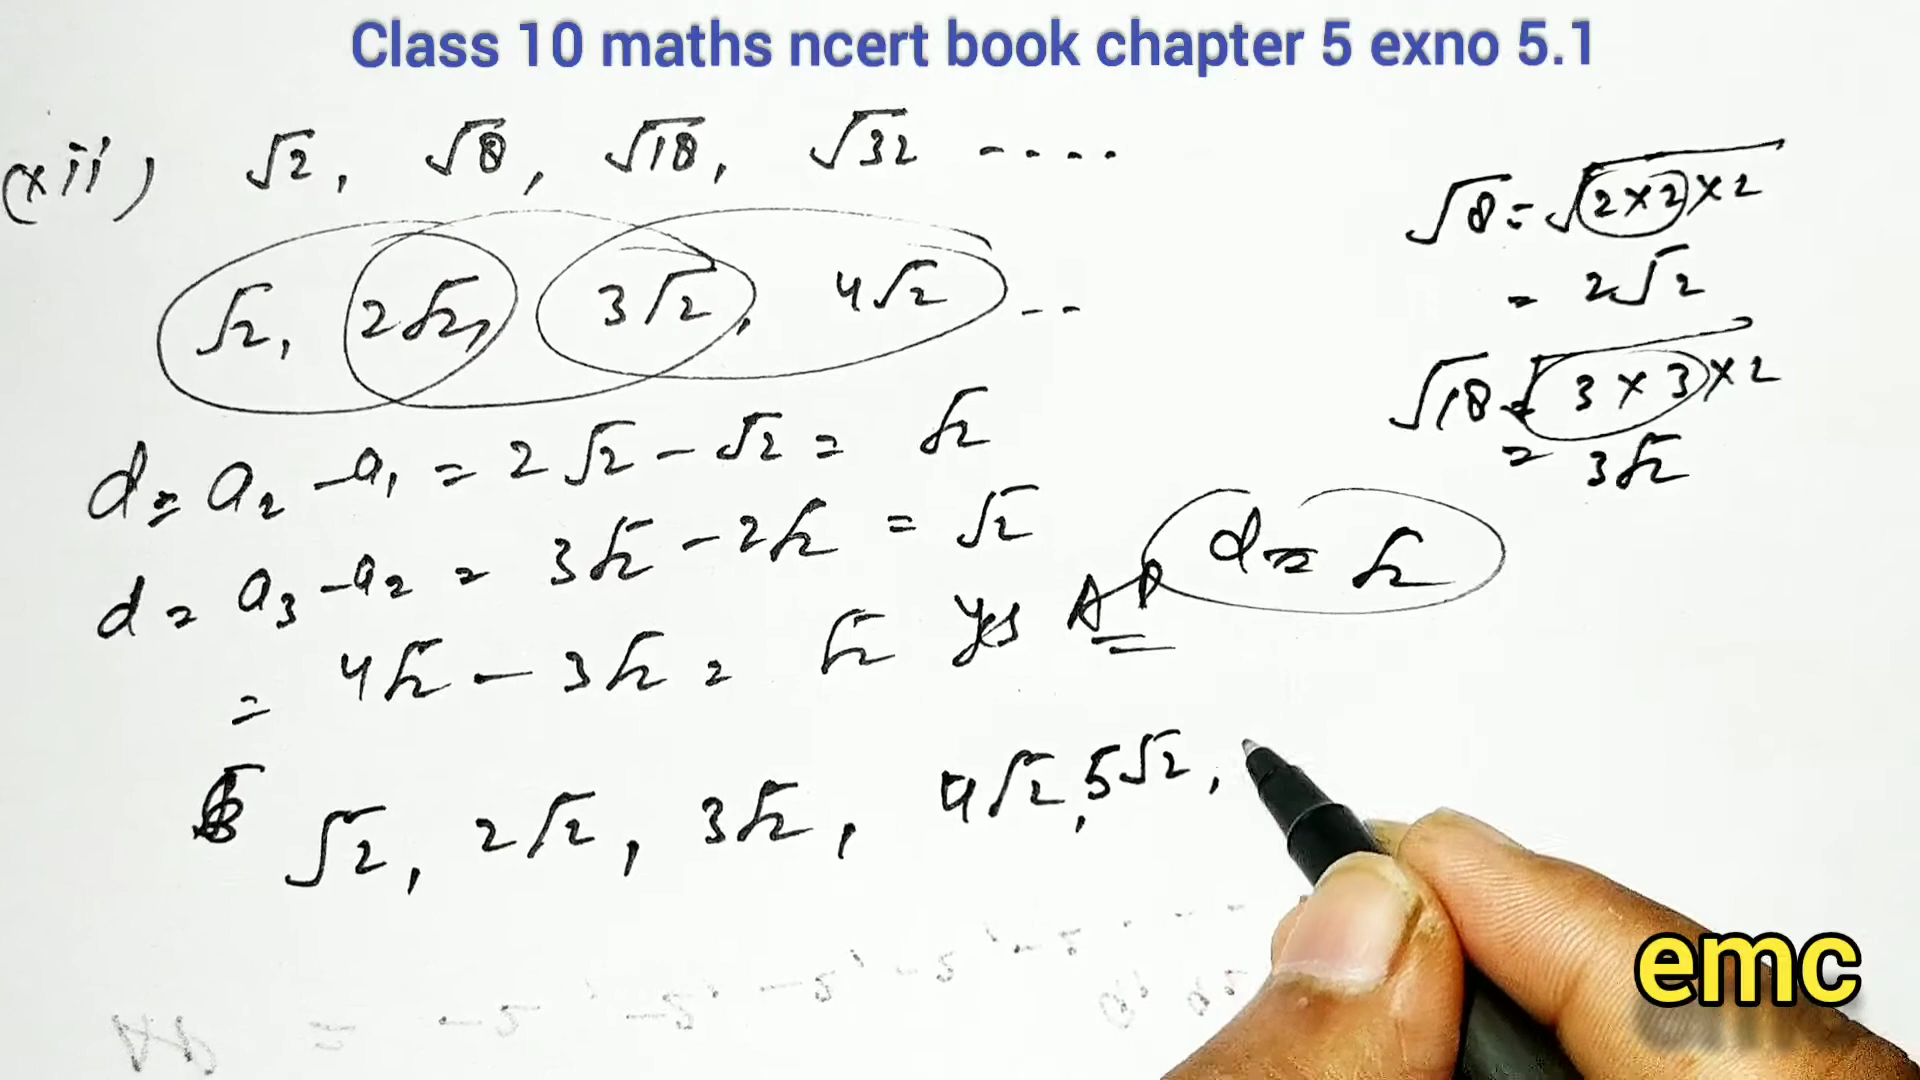 Class 10 maths ncert book chapter 5 exno 5.1
(xii) √2, √8, √18, √32 ....
√2, 2√2, 3√2, 4√2 ..
d = a₂ - a₁ = 2√2 - √2 = √2
d = a₃ - a₂ = 3√2 - 2√2 = √2
= 4√2 - 3√2 = √2 Yes AP
d = √2
√2, 2√2, 3√2, 4√2, 5√2,
√8 = √2×2×2
= 2√2
√18 = √3×3×2
= 3√2
emc